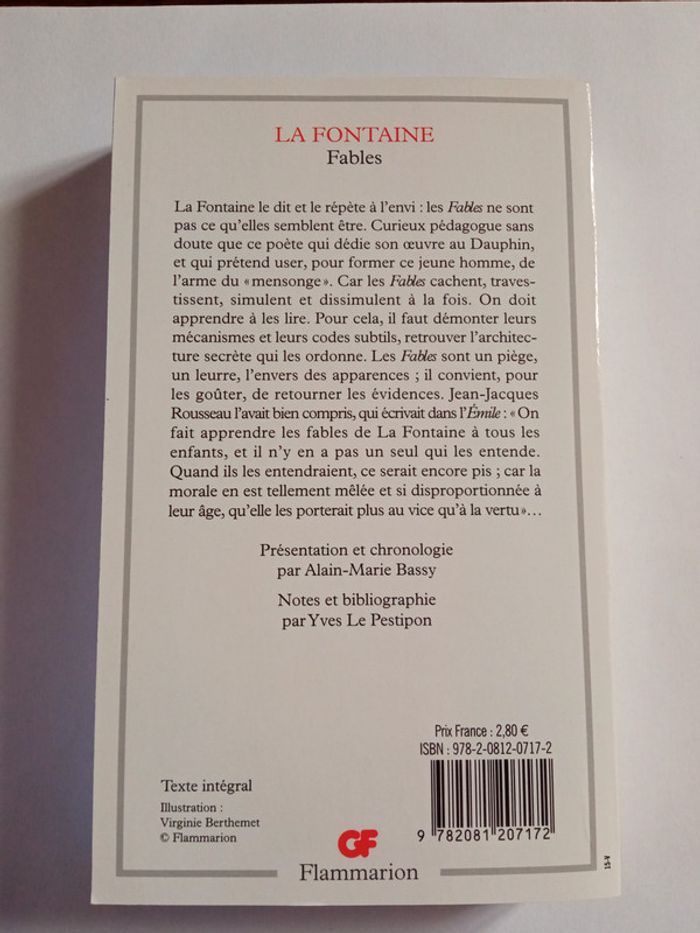 LA FONTAINE
Fables
La Fontaine le dit et le répète à l'envi : les Fables ne sont
pas ce qu'elles semblent être. Curieux pédagogue sans
doute que ce poète qui dédie son œuvre au Dauphin,
et qui prétend user, pour former ce jeune homme, de
l'arme du « mensonge ». Car les Fables cachent, traves-
tissent, simulent et dissimulent à la fois. On doit
apprendre à les lire. Pour cela, il faut démonter leurs
mécanismes et leurs codes subtils, retrouver l'architec-
ture secrète qui les ordonne. Les Fables sont un piège,
un leurre, l'envers des apparences ; il convient, pour
les goûter, de retourner les évidences. Jean-Jacques
Rousseau l'avait bien compris, qui écrivait dans l'Émile : « On
fait apprendre les fables de La Fontaine à tous les
enfants, et il n'y en a pas un seul qui les entende.
Quand ils les entendraient, ce serait encore pis ; car la
morale en est tellement mêlée et si disproportionnée à
leur âge, qu'elle les porterait plus au vice qu'à la vertu »...
Présentation et chronologie
par Alain-Marie Bassy
Notes et bibliographie
par Yves Le Pestipon
Prix France : 2,80 €
ISBN : 978-2-0812-0717-2
9 782081 207172
Texte intégral
Illustration :
Virginie Berthemet
© Flammarion
GF
Flammarion
15-V